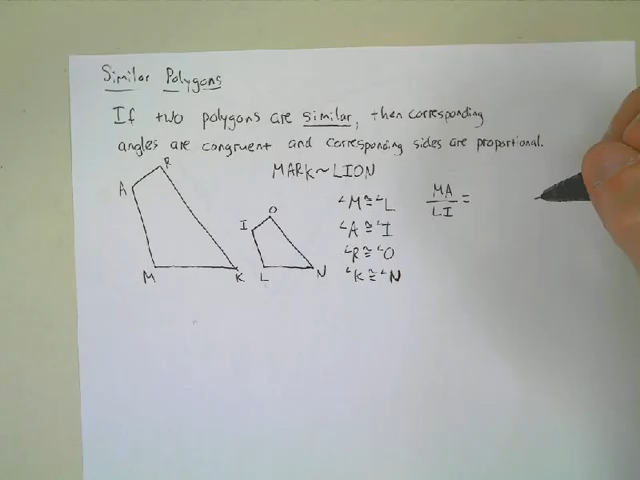 Similar Polygons
If two polygons are similar, then corresponding
angles are congruent and corresponding sides are proportional.
MARK~LION
R
A
M
K
O
I
L
N
∠M≅∠L
∠A≅∠I
∠R≅∠O
∠K≅∠N
MA/LI =